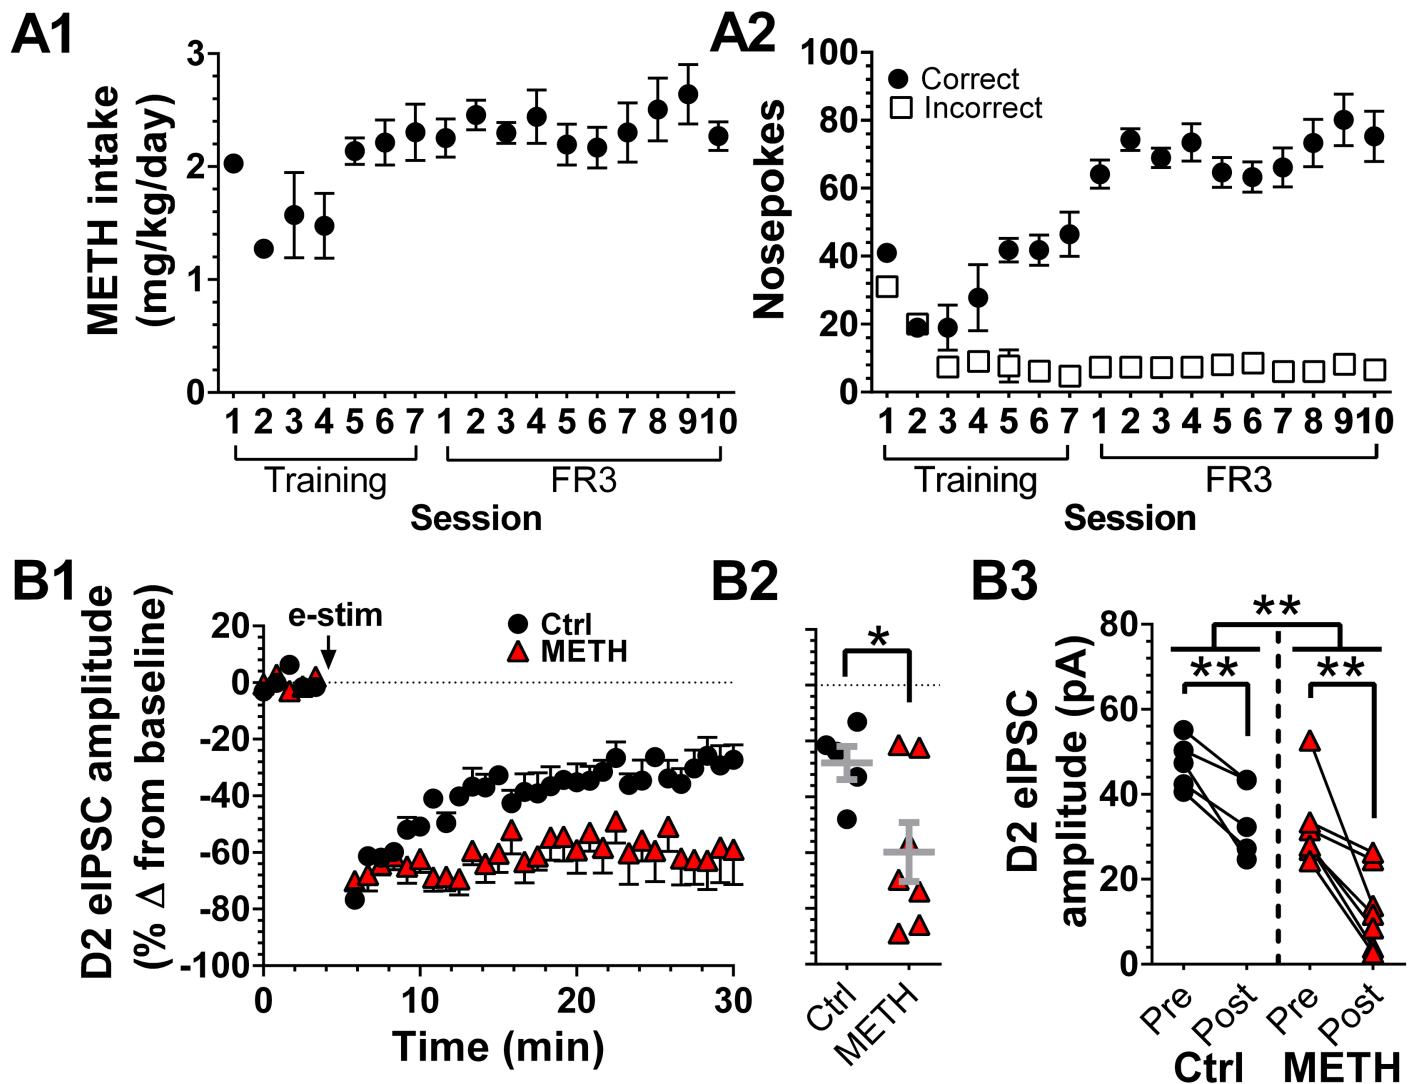 A1
METH intake
(mg/kg/day)
3
2
1
0
1 2 3 4 5 6 7 1 2 3 4 5 6 7 8 9 10
Training FR3
Session
A2
Nosepokes
100
80
60
40
20
0
Correct
Incorrect
1 2 3 4 5 6 7 1 2 3 4 5 6 7 8 9 10
Training FR3
Session
B1
D2 eIPSC amplitude
(% Δ from baseline)
20
0
-20
-40
-60
-80
-100
e-stim
Ctrl
METH
0 10 20 30
Time (min)
B2
*
Ctrl
METH
B3
D2 eIPSC
amplitude (pA)
80
60
40
20
0
**
** **
Pre Post Pre Post
Ctrl METH